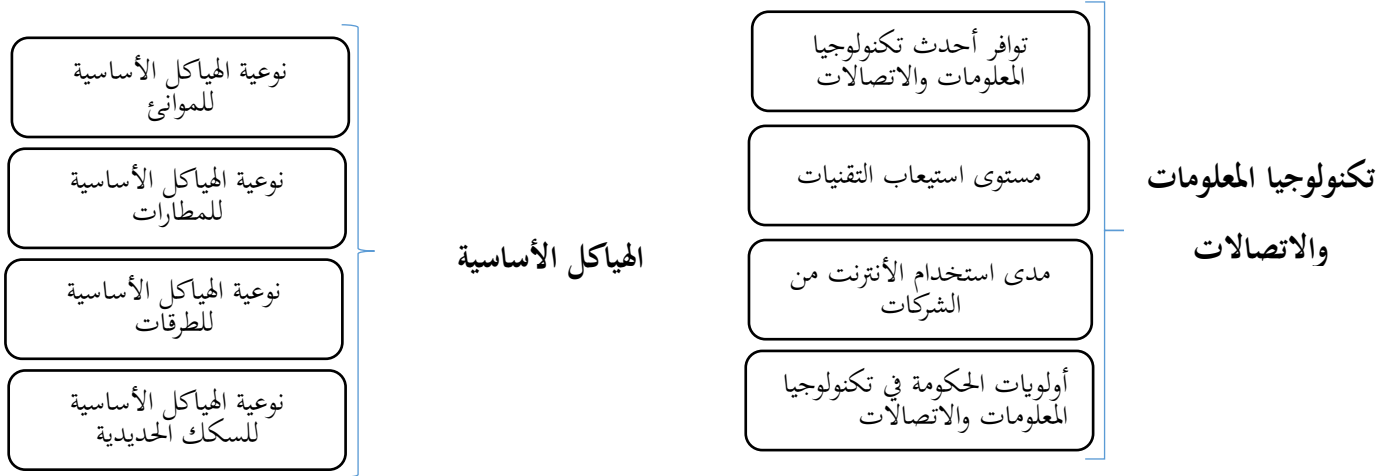 تكنولوجيا المعلومات
والاتصالات
توافر أحدث تكنولوجيا
المعلومات والاتصالات
مستوى استيعاب التقنيات
مدى استخدام الأنترنت من
الشركات
أولويات الحكومة في تكنولوجيا
المعلومات والاتصالات
الهياكل الأساسية
نوعية الهياكل الأساسية
للموانئ
نوعية الهياكل الأساسية
للمطارات
نوعية الهياكل الأساسية
للطرقات
نوعية الهياكل الأساسية
للسكك الحديدية